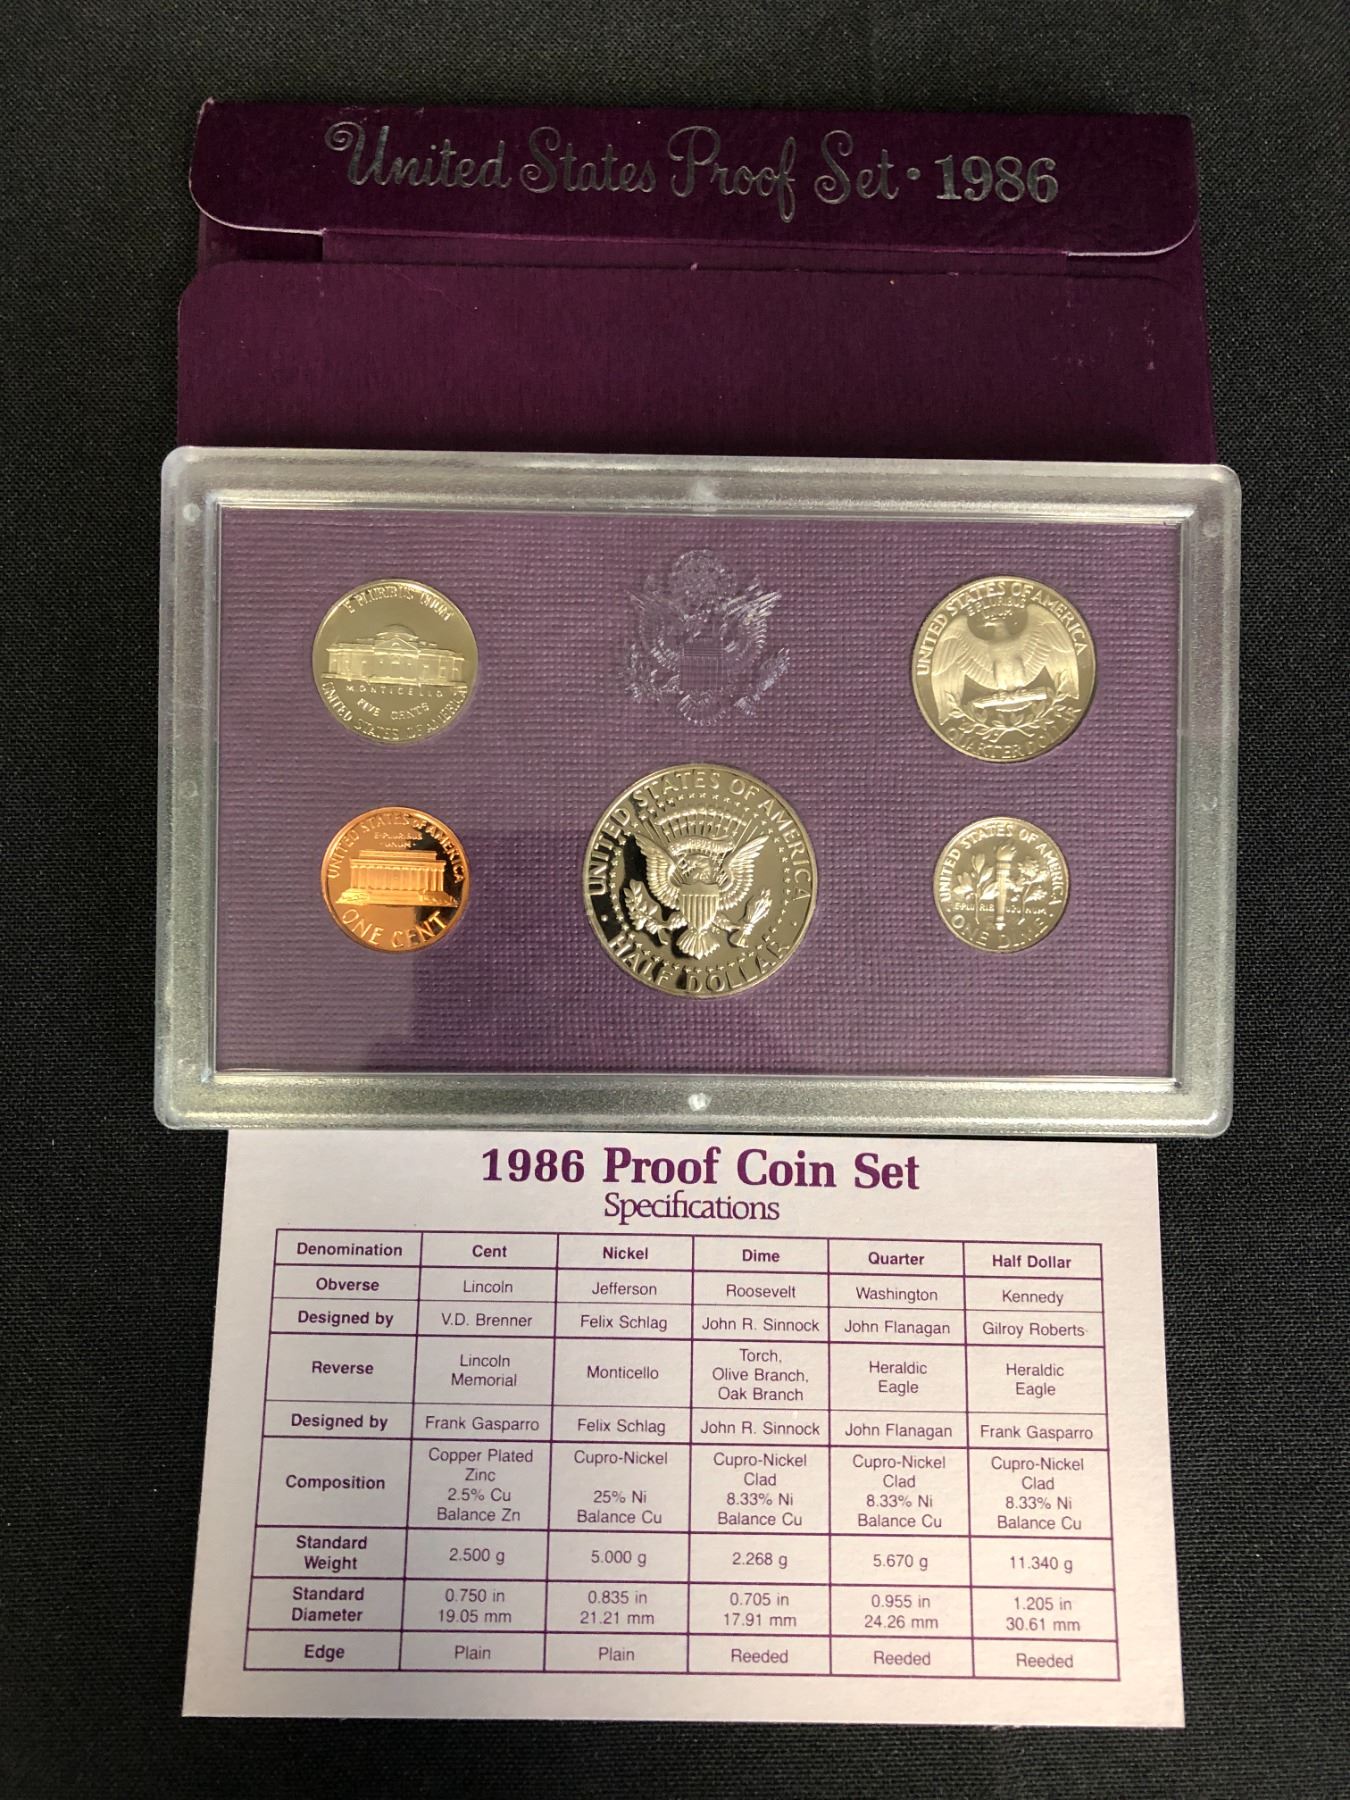 United States Proof Set • 1986
E PLURIBUS UNUM
MONTICELLO
FIVE CENTS
UNITED STATES OF AMERICA
UNITED STATES OF AMERICA
E PLURIBUS
UNUM
QUARTER DOLLAR
UNITED STATES OF AMERICA
E PLURIBUS
UNUM
ONE CENT
UNITED STATES OF AMERICA
HALF DOLLAR
UNITED STATES OF AMERICA
E PLURIBUS UNUM
ONE DIME
1986 Proof Coin Set
Specifications
Denomination Cent Nickel Dime Quarter Half Dollar
Obverse Lincoln Jefferson Roosevelt Washington Kennedy
Designed by V.D. Brenner Felix Schlag John R. Sinnock John Flanagan Gilroy Roberts
Reverse Lincoln Memorial Monticello Torch, Olive Branch, Oak Branch Heraldic Eagle Heraldic Eagle
Designed by Frank Gasparro Felix Schlag John R. Sinnock John Flanagan Frank Gasparro
Composition Copper Plated Zinc 2.5% Cu Balance Zn Cupro-Nickel 25% Ni Balance Cu Cupro-Nickel Clad 8.33% Ni Balance Cu Cupro-Nickel Clad 8.33% Ni Balance Cu Cupro-Nickel Clad 8.33% Ni Balance Cu
Standard Weight 2.500 g 5.000 g 2.268 g 5.670 g 11.340 g
Standard Diameter 0.750 in 19.05 mm 0.835 in 21.21 mm 0.705 in 17.91 mm 0.955 in 24.26 mm 1.205 in 30.61 mm
Edge Plain Plain Reeded Reeded Reeded